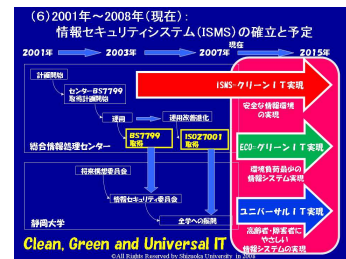 (6)2001年～2008年(現在):
情報セキュリティシステム(ISMS)の確立と予定
現在
2001年 2003年 2007年 2015年
計画開始
センターBS7799
取得計画開始
運用
運用改善進化
BS7799
取得
ISO27001
取得
総合情報処理センター
将来構想委員会
情報セキュリティ委員会
全学への展開
静岡大学
ISMS=クリーンIT実現
安全な情報環境
の実現
ECO=グリーンIT実現
環境負荷最少の
情報システム実現
ユニバーサルIT実現
高齢者・障害者に
やさしい
情報システムの実現
Clean, Green and Universal IT
©All Rights Reserved by Shizuoka University in 2008